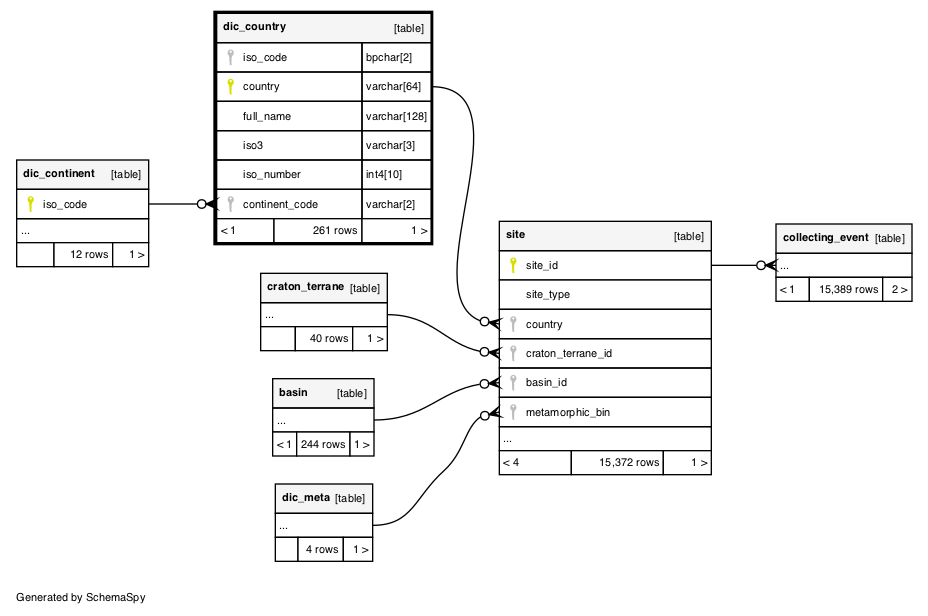 dic_country [table]
iso_code bpchar[2]
country varchar[64]
full_name varchar[128]
iso3 varchar[3]
iso_number int4[10]
continent_code varchar[2]
< 1 261 rows 1 >
dic_continent [table]
iso_code
...
12 rows 1 >
craton_terrane [table]
...
40 rows 1 >
basin [table]
...
< 1 244 rows 1 >
dic_meta [table]
...
4 rows 1 >
site [table]
site_id
site_type
country
craton_terrane_id
basin_id
metamorphic_bin
...
< 4 15,372 rows 1 >
collecting_event [table]
...
< 1 15,389 rows 2 >
Generated by SchemaSpy